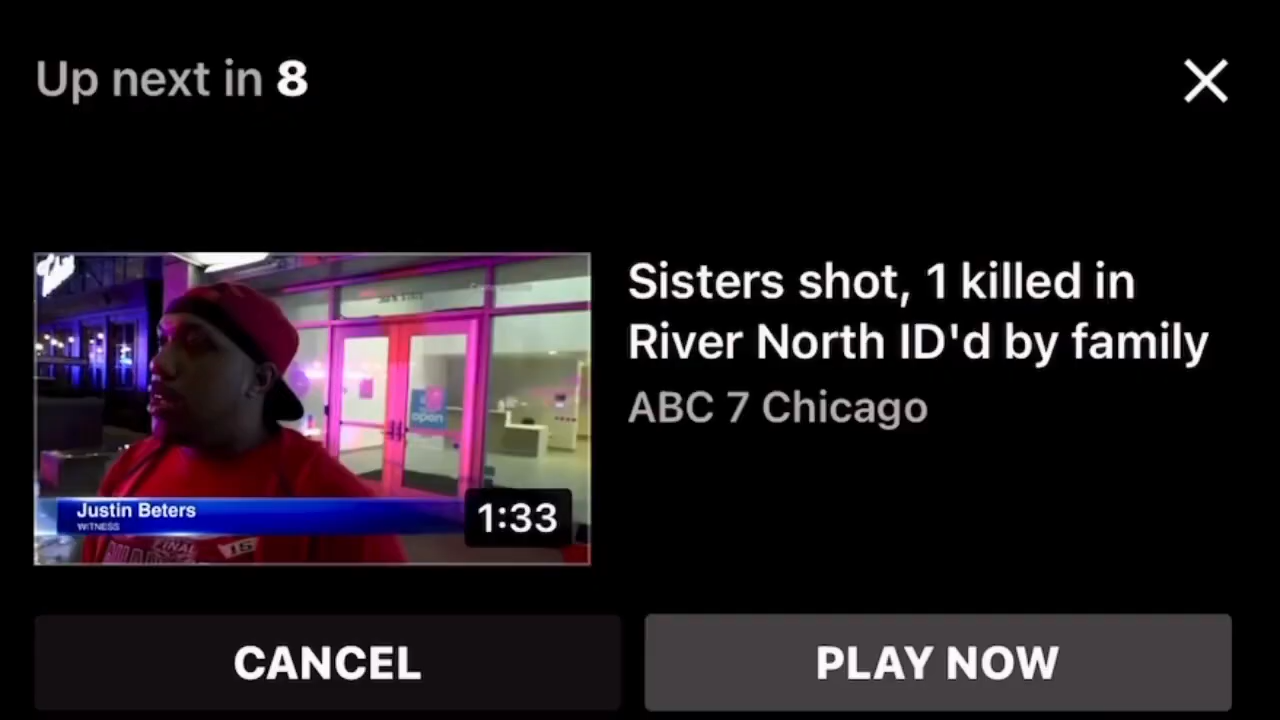 Up next in 8
Sisters shot, 1 killed in
River North ID'd by family
ABC 7 Chicago
open
Justin Beters
WITNESS
1:33
FINAL
CANCEL
PLAY NOW